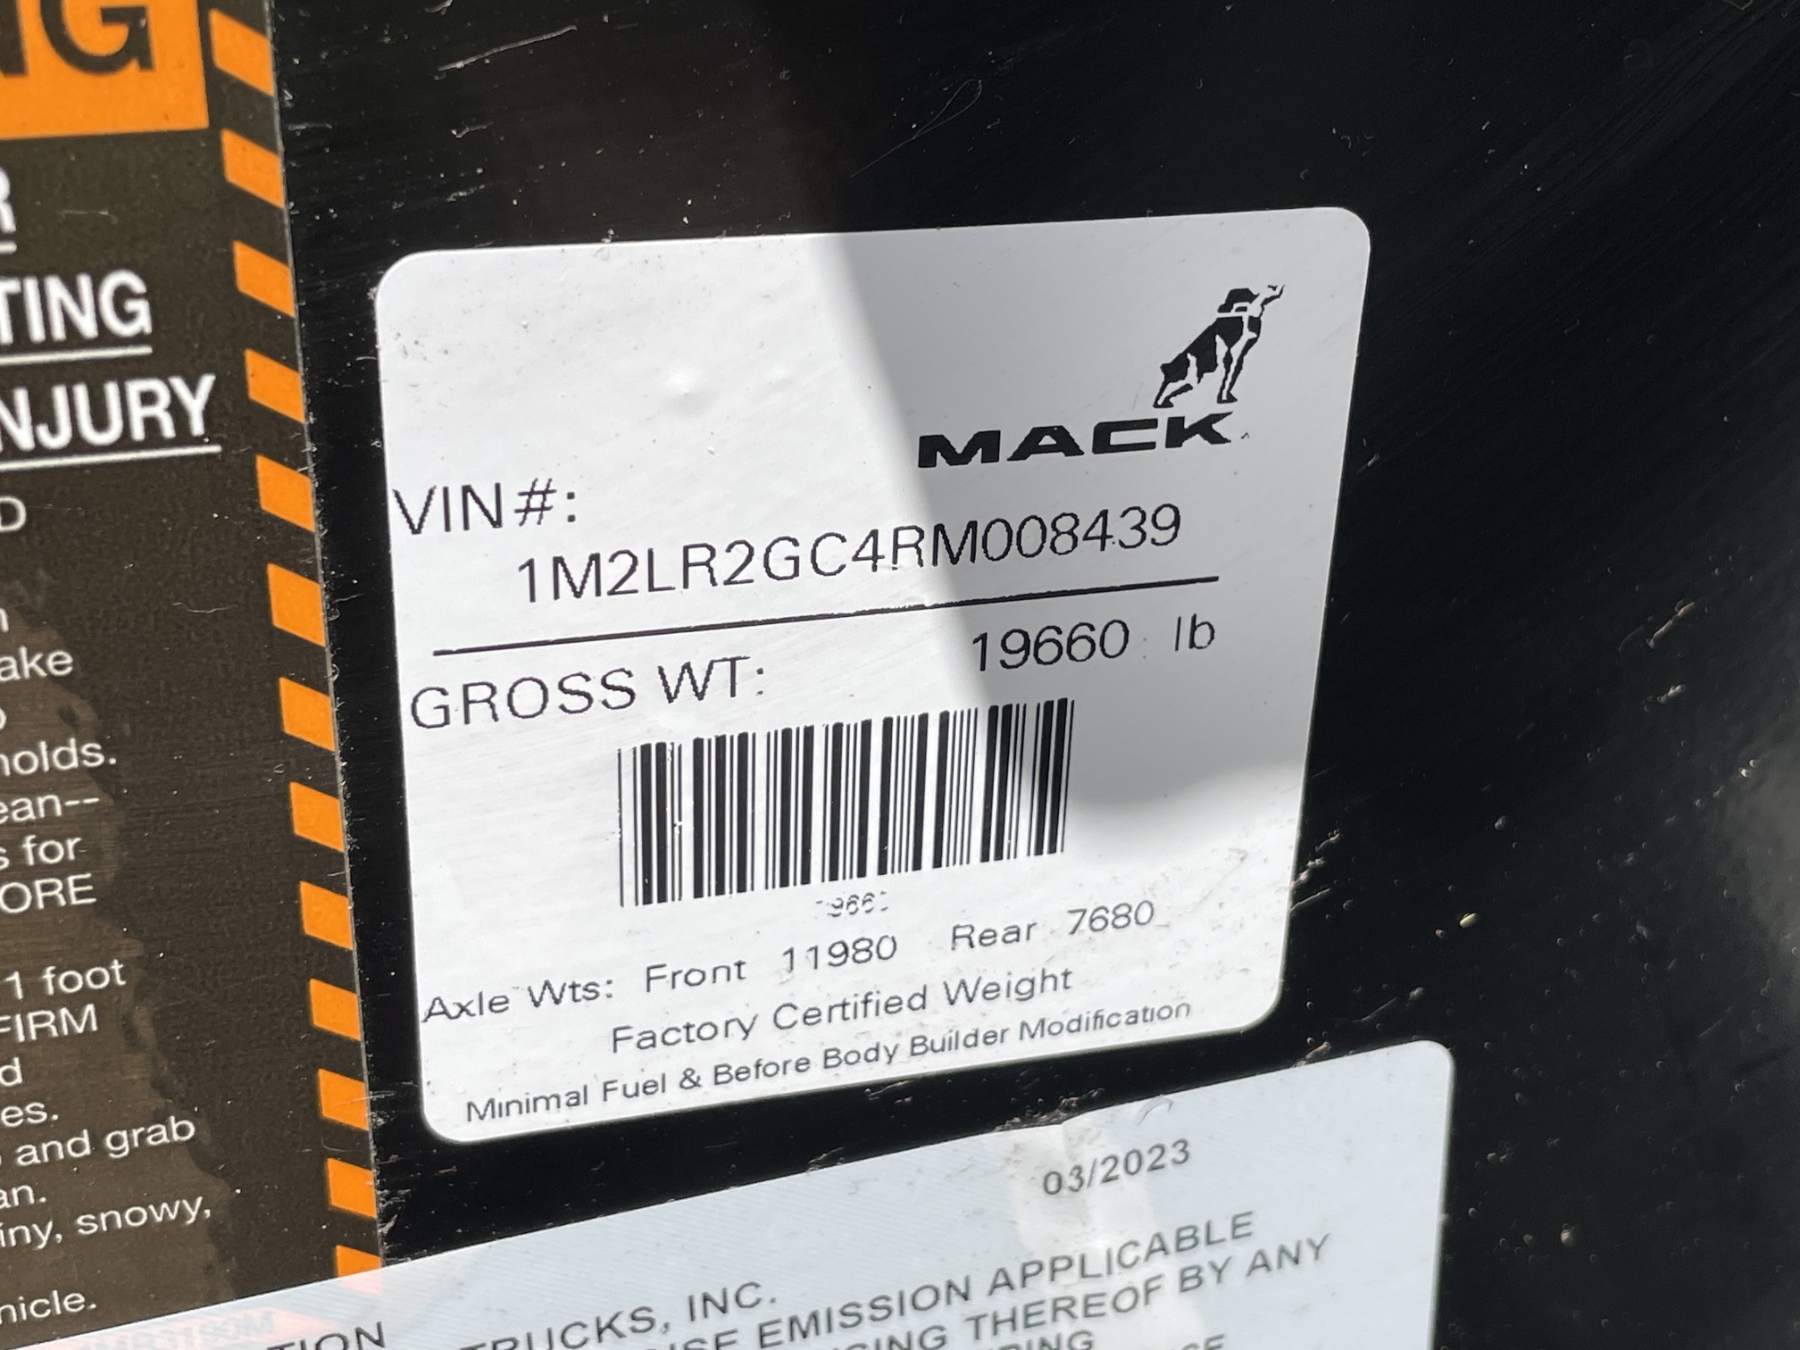 NG
R
TING
NJURY
D
ake
holds.
ean--
s for
ORE
1 foot
FIRM
d
es.
and grab
an.
iny, snowy,
hicle.
MACK
VIN#:
1M2LR2GC4RM008439
GROSS WT: 19660 lb
Axle Wts: Front 11980 Rear 7680
Factory Certified Weight
Minimal Fuel & Before Body Builder Modification
03/2023
TION TRUCKS, INC.
EMISSION APPLICABLE
THEREOF BY ANY